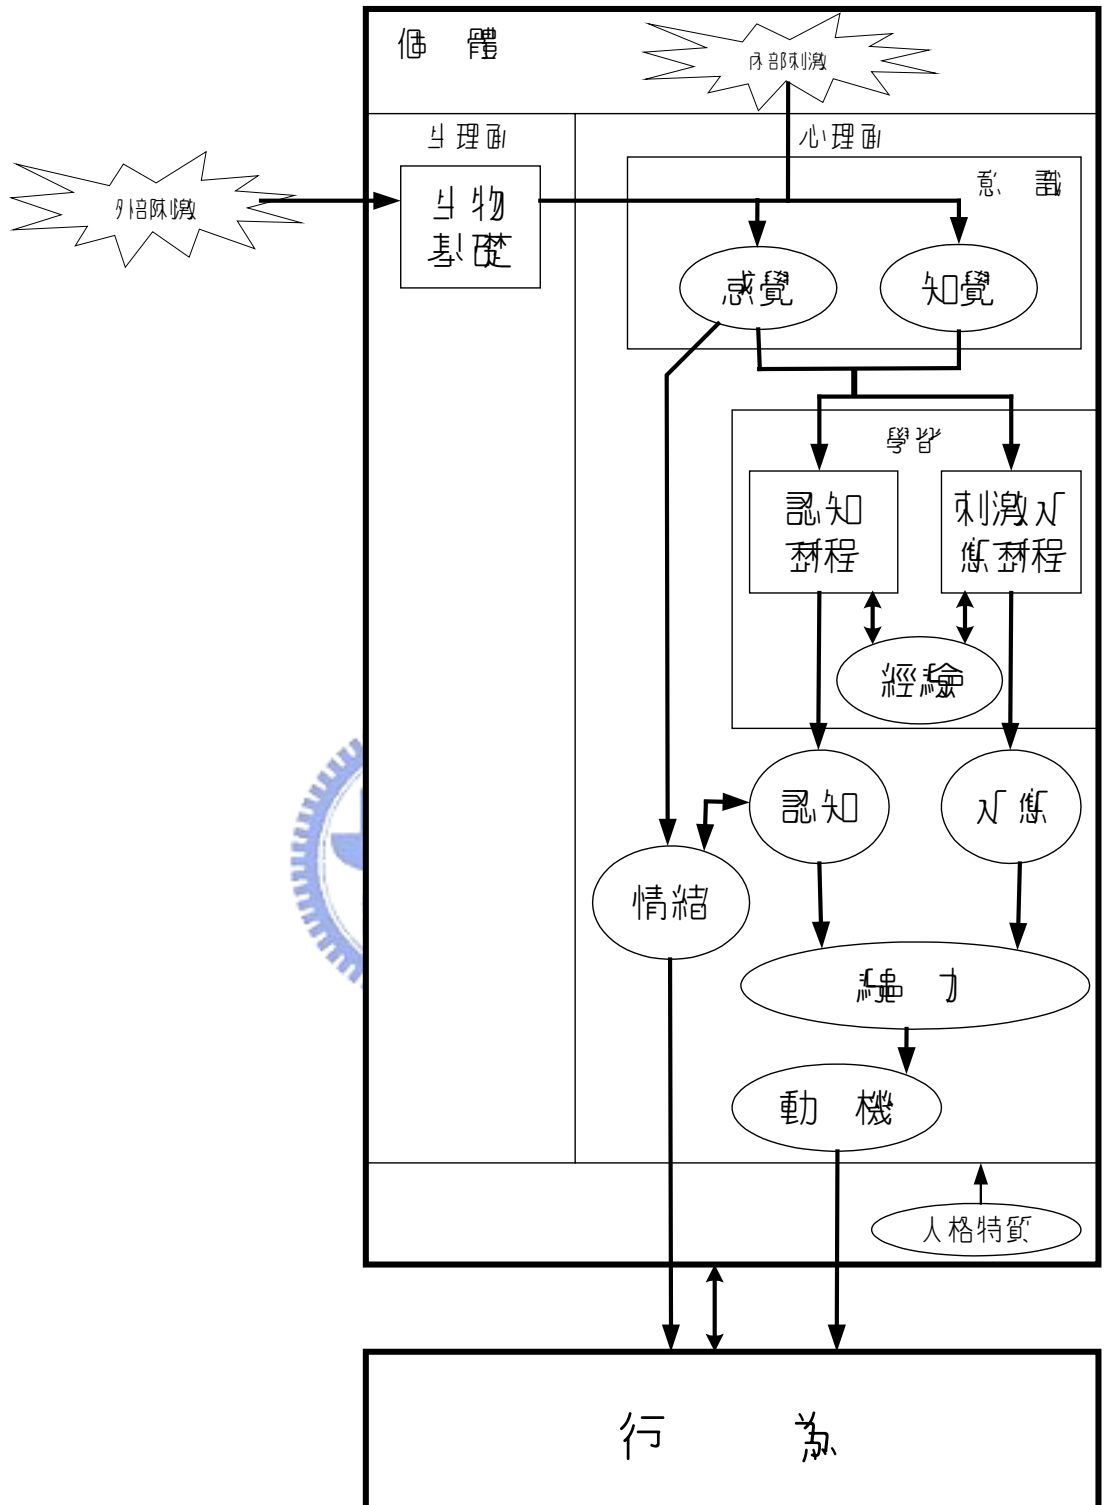 個 體
內部刺激
生理面
心理面
外部刺激
生物
基礎
意 識
感覺
知覺
學習
認知
歷程
刺激反
應歷程
經驗
認知
反應
情緒
驅 力
動 機
人格特質
行 為